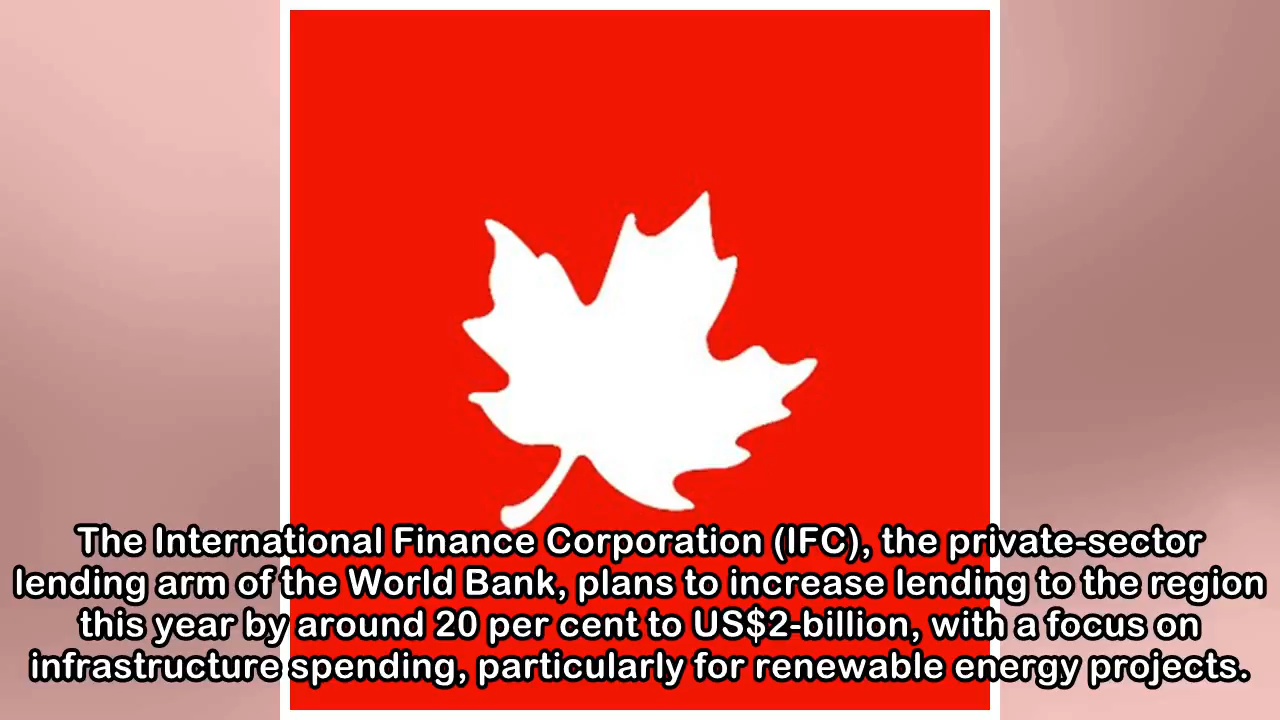 The International Finance Corporation (IFC), the private-sector
lending arm of the World Bank, plans to increase lending to the region
this year by around 20 per cent to US$2-billion, with a focus on
infrastructure spending, particularly for renewable energy projects.